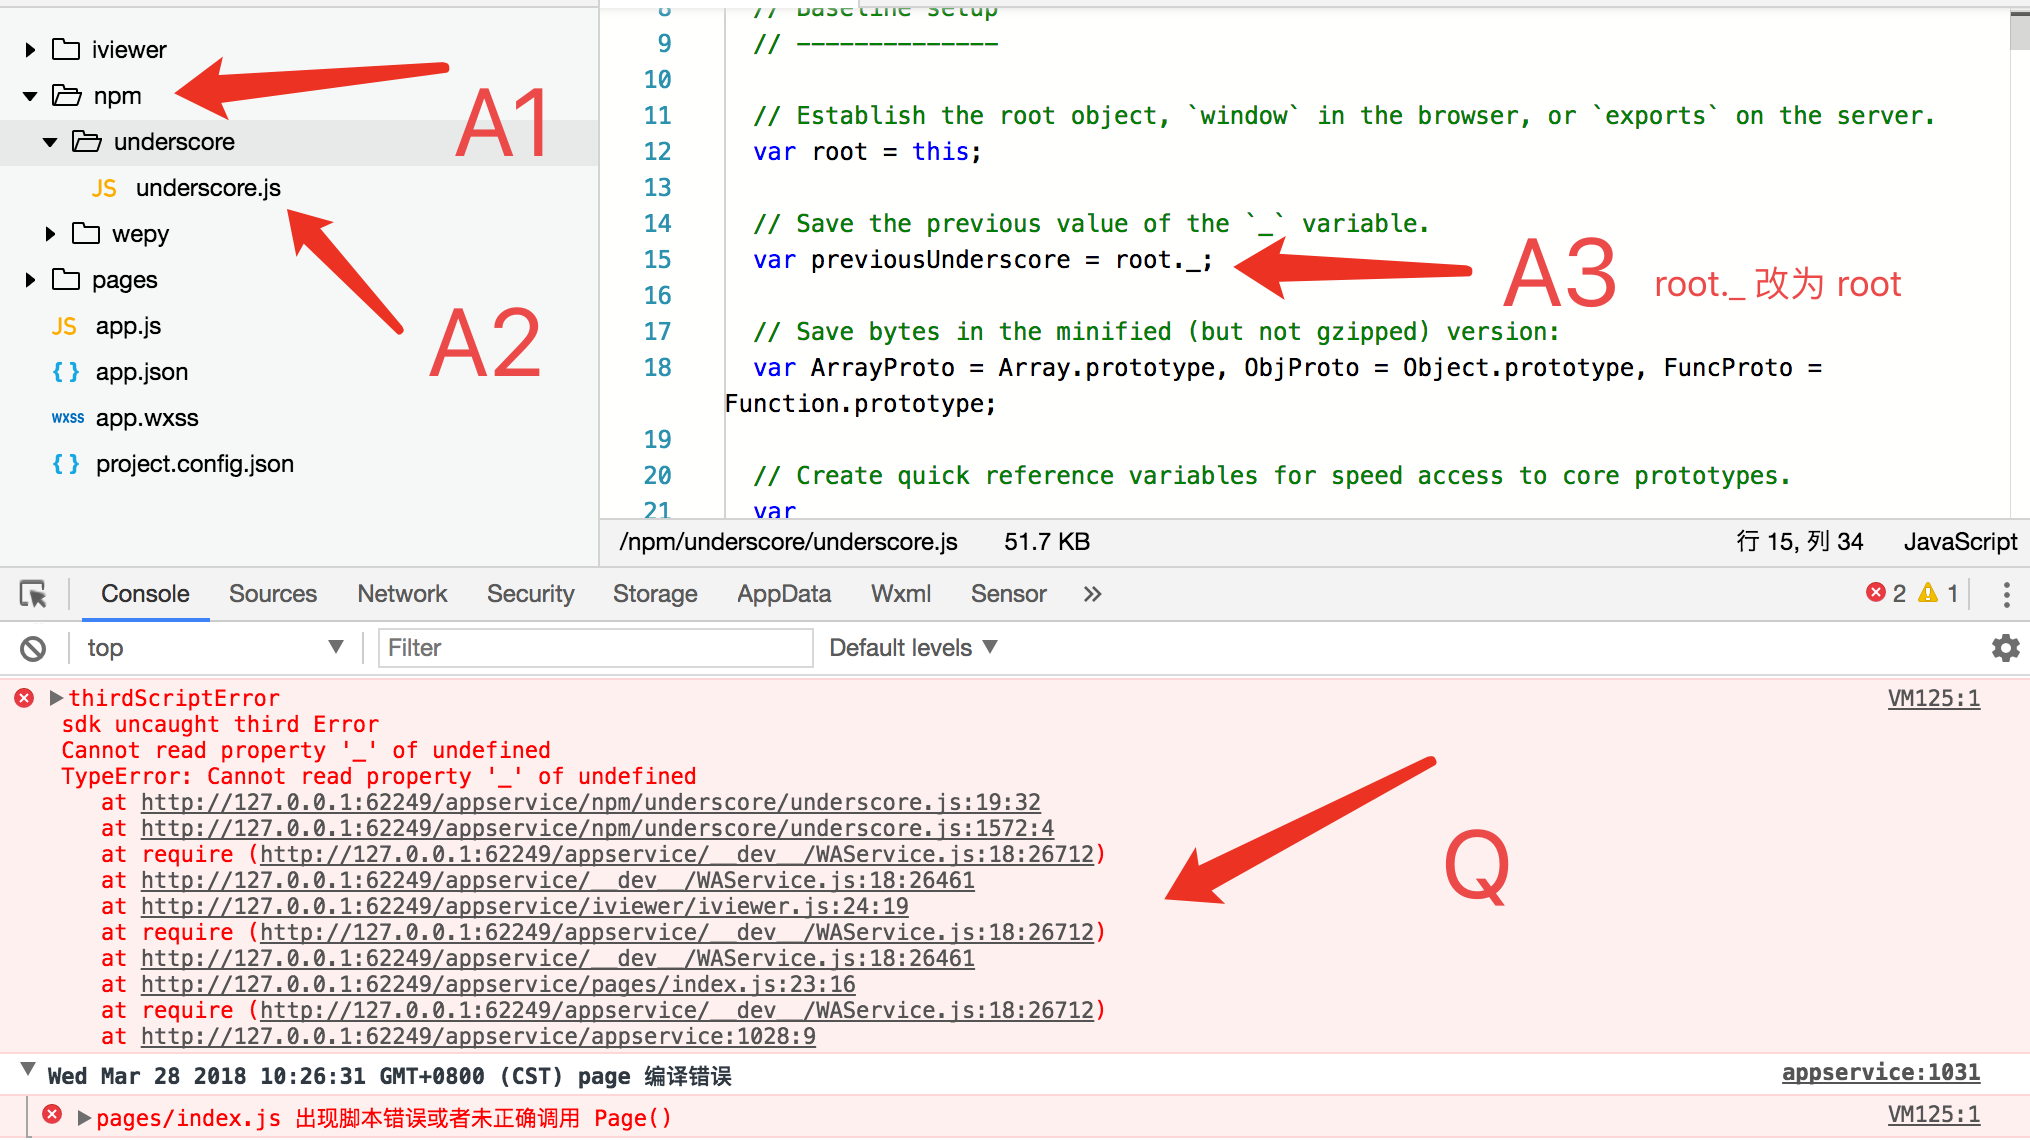 iviewer
npm
underscore
JS underscore.js
wepy
pages
JS app.js
{ } app.json
wxss app.wxss
{ } project.config.json
A1
A2
8 // Baseline setup
9 // --------------
10
11 // Establish the root object, `window` in the browser, or `exports` on the server.
12 var root = this;
13
14 // Save the previous value of the `_` variable.
15 var previousUnderscore = root._;
16
17 // Save bytes in the minified (but not gzipped) version:
18 var ArrayProto = Array.prototype, ObjProto = Object.prototype, FuncProto =
Function.prototype;
19
20 // Create quick reference variables for speed access to core prototypes.
21 var
A3 root._ 改为 root
/npm/underscore/underscore.js 51.7 KB 行 15, 列 34 JavaScript
Console Sources Network Security Storage AppData Wxml Sensor » 2 1
top Filter Default levels
thirdScriptError VM125:1
sdk uncaught third Error
Cannot read property '_' of undefined
TypeError: Cannot read property '_' of undefined
at http://127.0.0.1:62249/appservice/npm/underscore/underscore.js:19:32
at http://127.0.0.1:62249/appservice/npm/underscore/underscore.js:1572:4
at require (http://127.0.0.1:62249/appservice/__dev__/WAService.js:18:26712)
at http://127.0.0.1:62249/appservice/__dev__/WAService.js:18:26461
at http://127.0.0.1:62249/appservice/iviewer/iviewer.js:24:19
at require (http://127.0.0.1:62249/appservice/__dev__/WAService.js:18:26712)
at http://127.0.0.1:62249/appservice/__dev__/WAService.js:18:26461
at http://127.0.0.1:62249/appservice/pages/index.js:23:16
at require (http://127.0.0.1:62249/appservice/__dev__/WAService.js:18:26712)
at http://127.0.0.1:62249/appservice/appservice:1028:9
Q
Wed Mar 28 2018 10:26:31 GMT+0800 (CST) page 编译错误 appservice:1031
pages/index.js 出现脚本错误或者未正确调用 Page() VM125:1